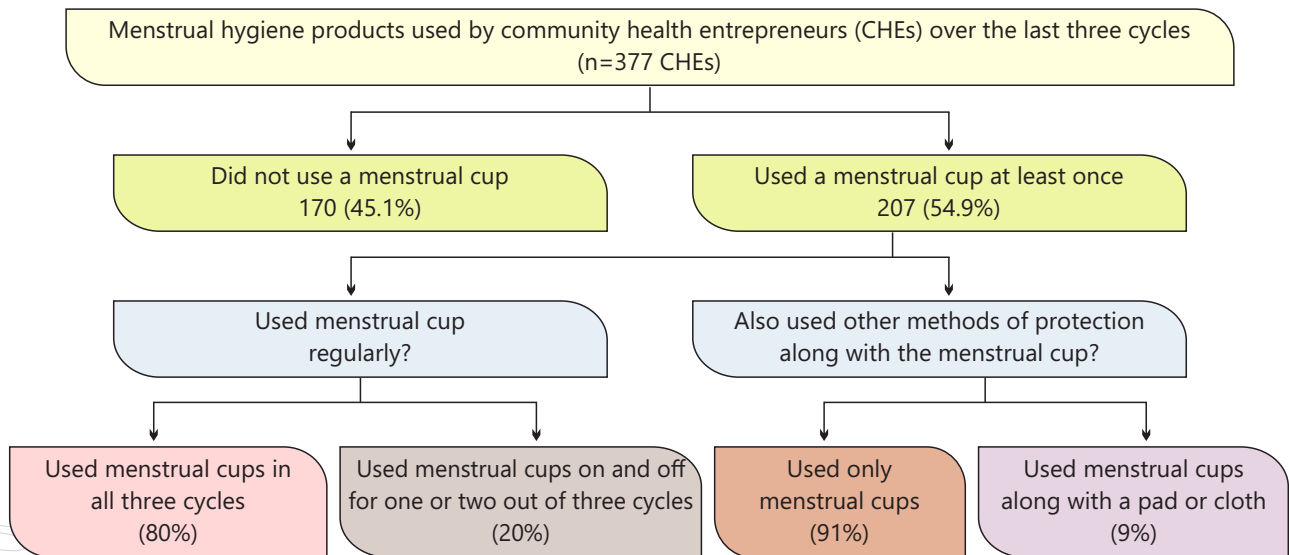 Menstrual hygiene products used by community health entrepreneurs (CHEs) over the last three cycles
(n=377 CHEs)
Did not use a menstrual cup
170 (45.1%)
Used a menstrual cup at least once
207 (54.9%)
Used menstrual cup
regularly?
Also used other methods of protection
along with the menstrual cup?
Used menstrual cups in
all three cycles
(80%)
Used menstrual cups on and off
for one or two out of three cycles
(20%)
Used only
menstrual cups
(91%)
Used menstrual cups
along with a pad or cloth
(9%)